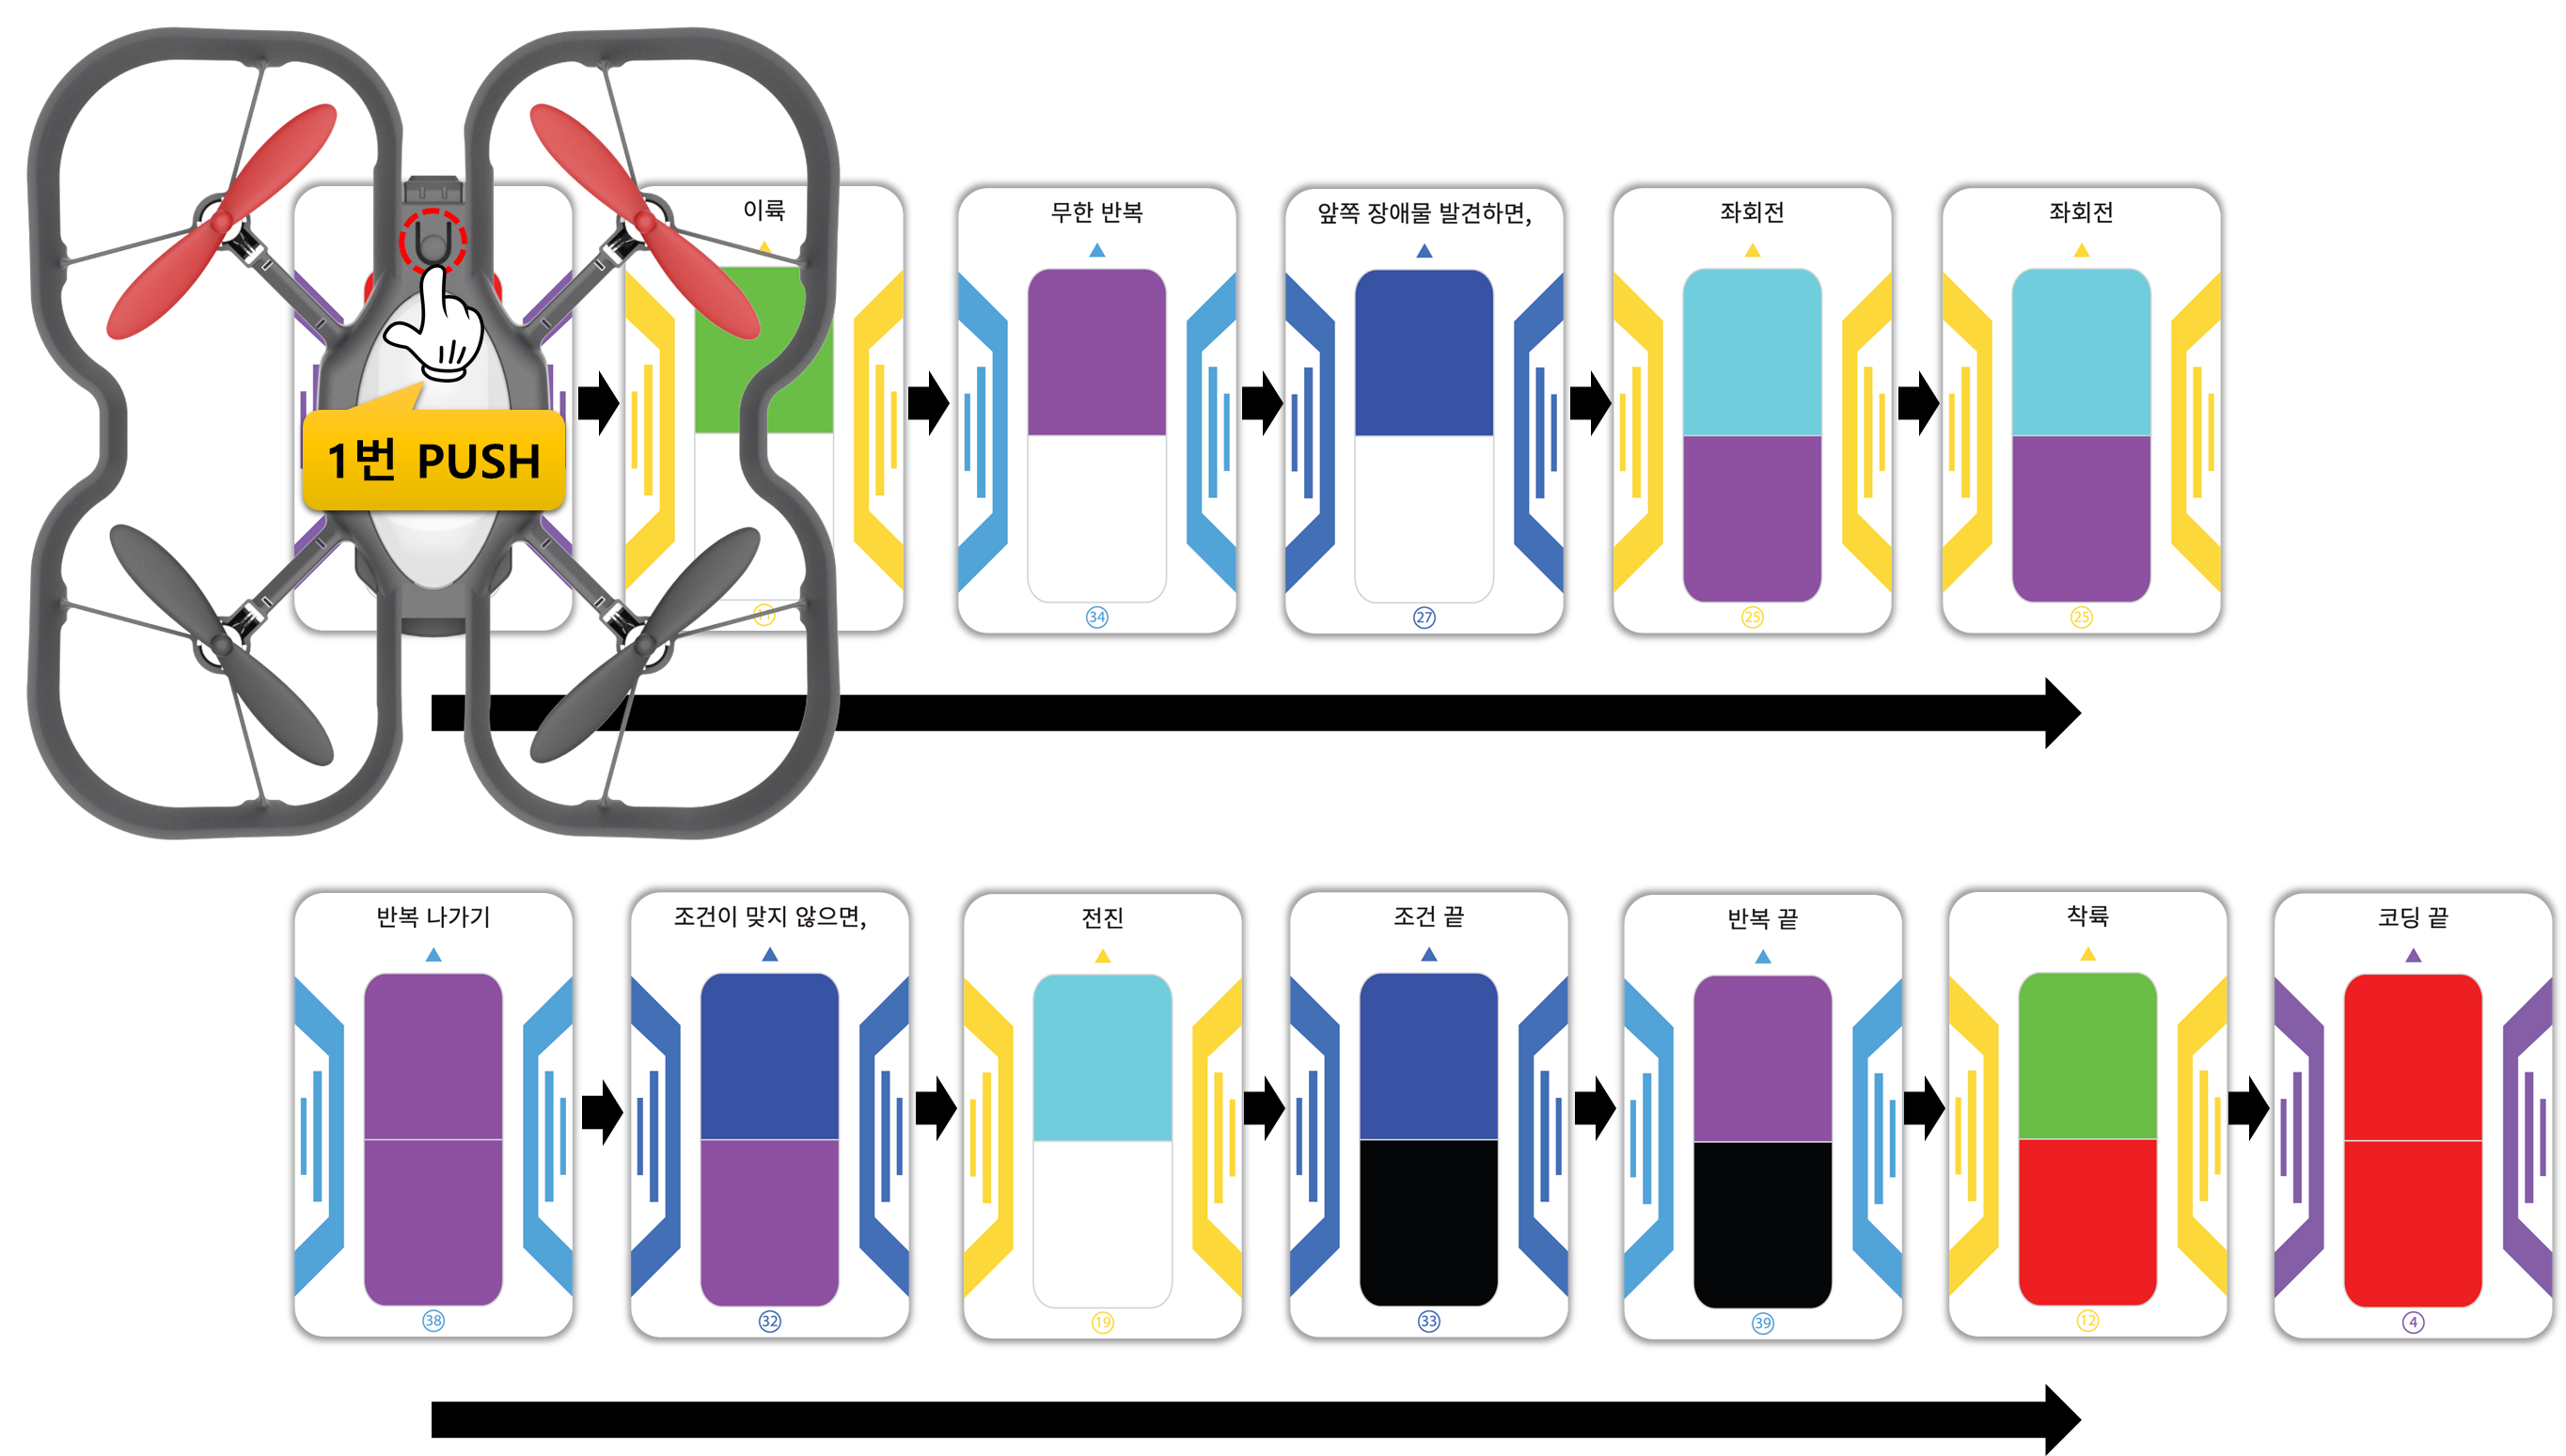 이륙
무한 반복
앞쪽 장애물 발견하면,
좌회전
좌회전
1번 PUSH
11
34
27
25
25
반복 나가기
조건이 맞지 않으면,
전진
조건 끝
반복 끝
착륙
코딩 끝
38
32
19
33
39
12
4